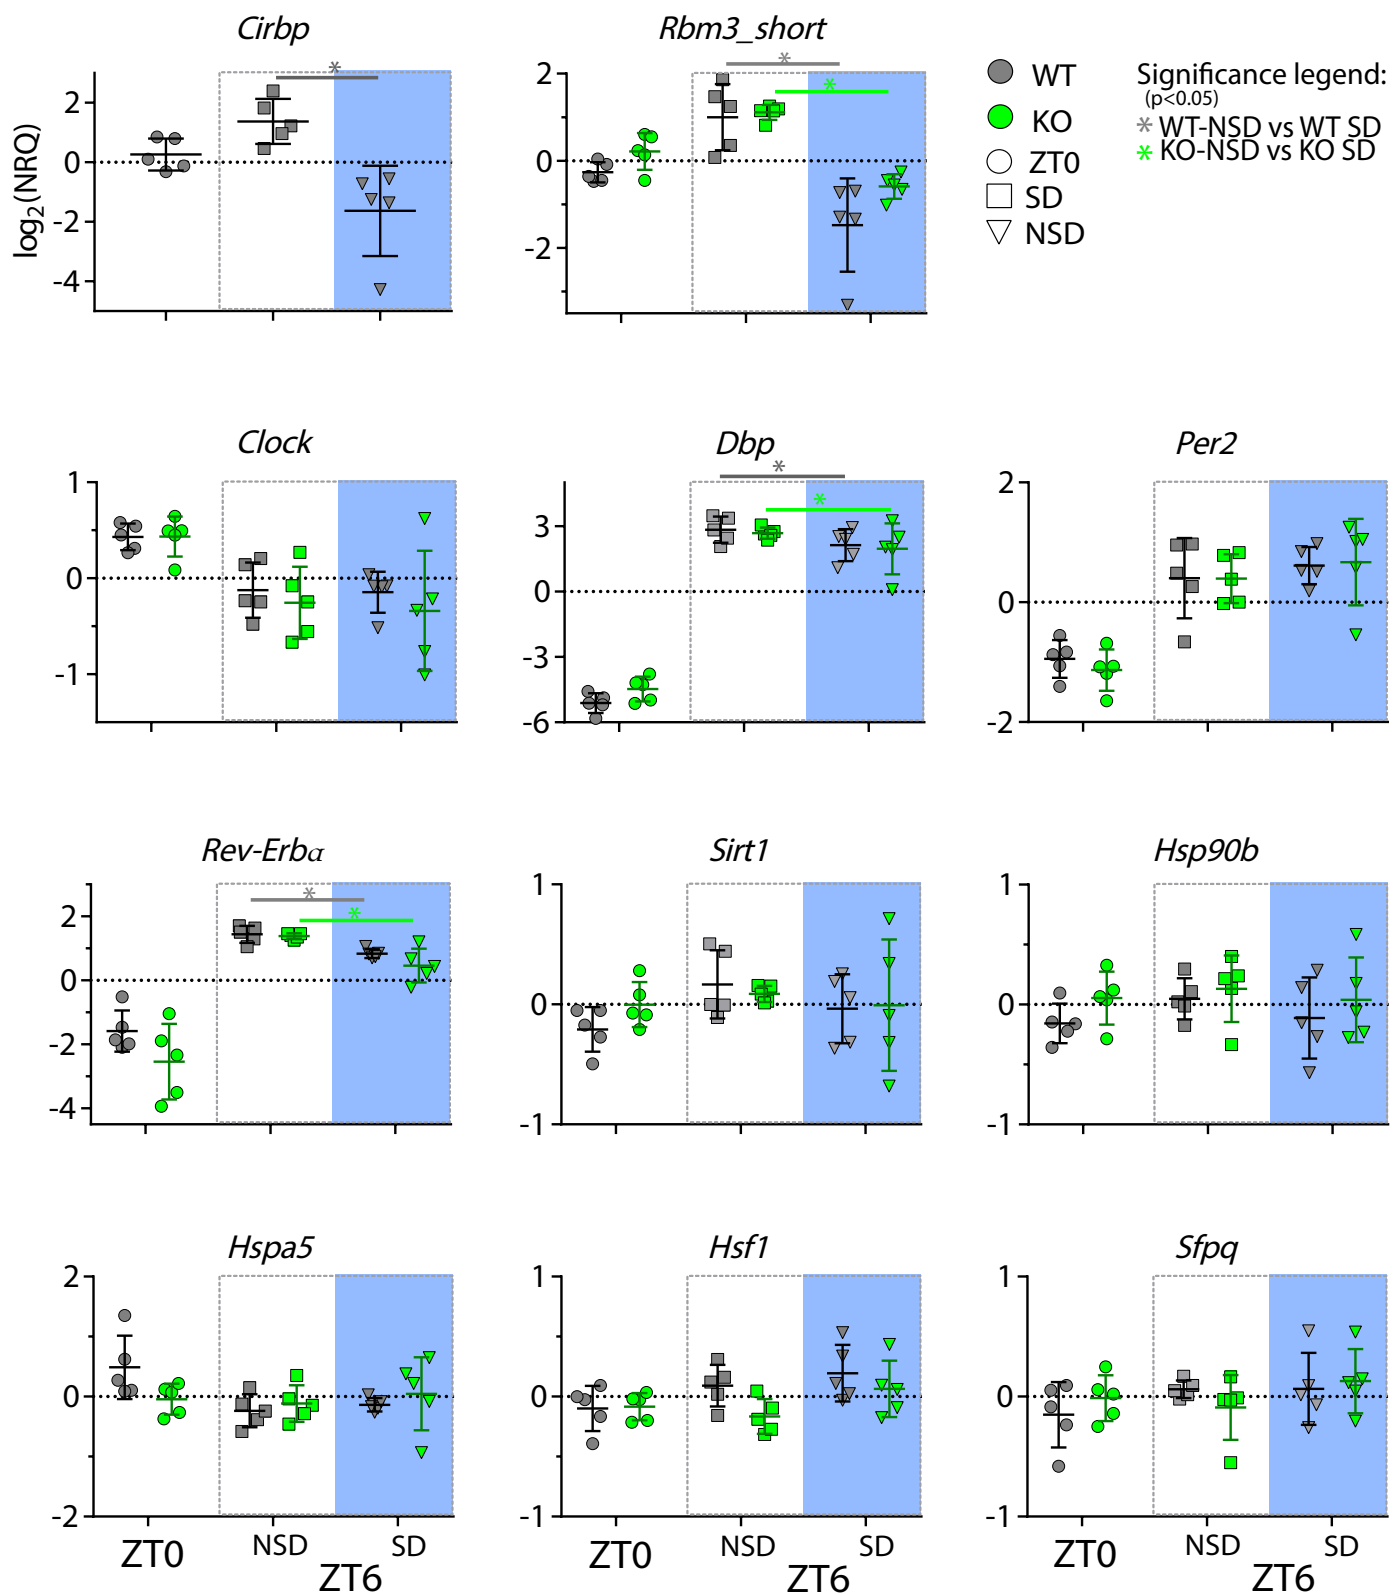 Cirbp
Rbm3_short
log2(NRQ)
2
0
-2
-4
*
2
0
-2
*
*
WT
KO
ZT0
SD
NSD
Significance legend:
(p<0.05)
* WT-NSD vs WT SD
* KO-NSD vs KO SD
Clock
Dbp
Per2
1
0
-1
3
0
-3
-6
*
*
2
0
-2
Rev-Erbα
Sirt1
Hsp90b
2
0
-2
-4
*
*
1
0
-1
1
0
-1
Hspa5
Hsf1
Sfpq
2
0
-2
1
0
-1
1
0
-1
ZT0 NSD SD
ZT6
ZT0 NSD SD
ZT6
ZT0 NSD SD
ZT6